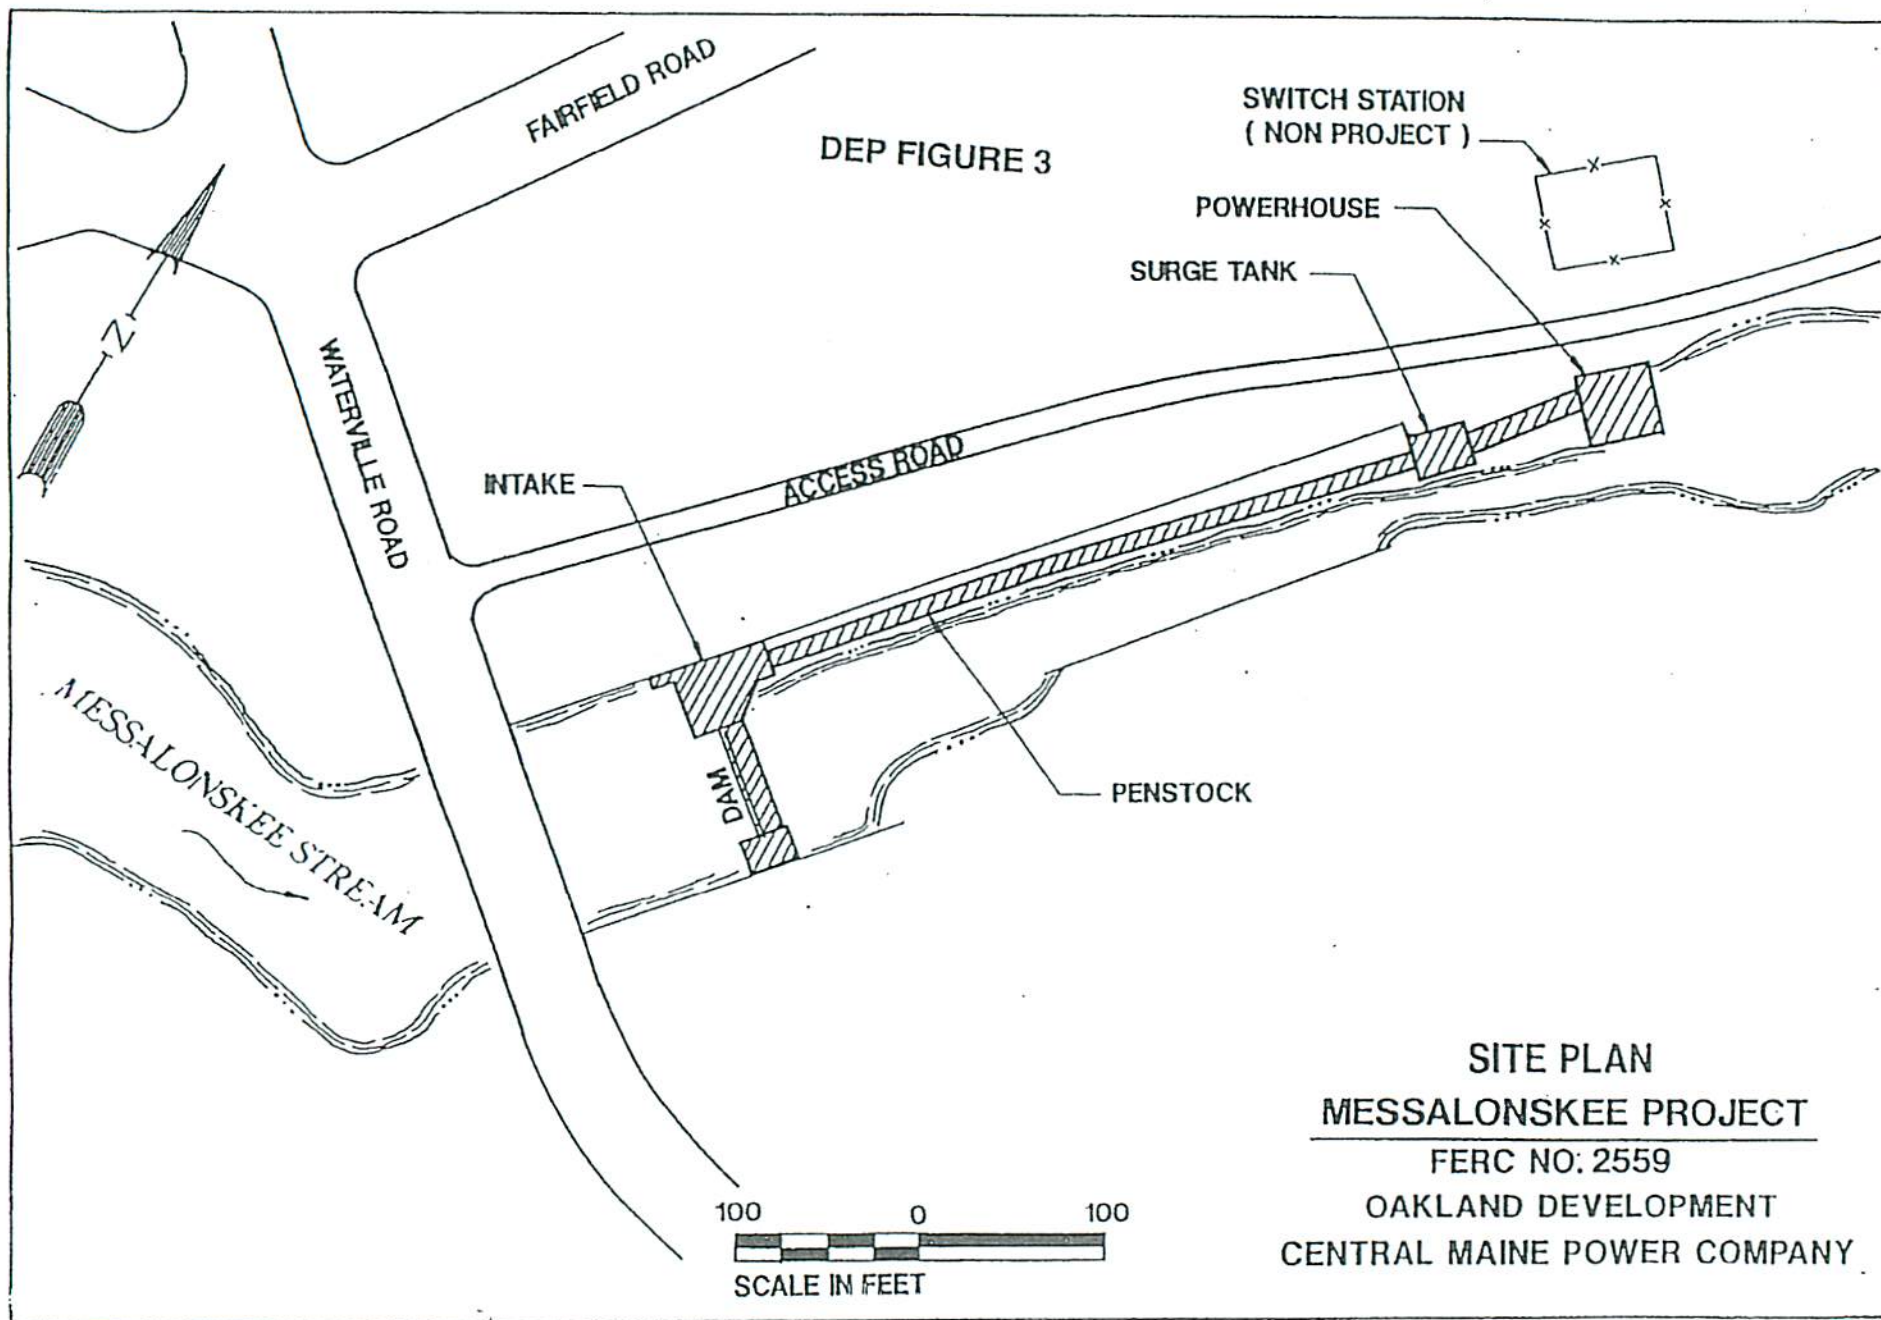 FAIRFIELD ROAD
DEP FIGURE 3
SWITCH STATION
( NON PROJECT )
POWERHOUSE
SURGE TANK
N
WATERVILLE ROAD
INTAKE
ACCESS ROAD
MESSALONSKEE STREAM
DAM
PENSTOCK
SITE PLAN
MESSALONSKEE PROJECT
FERC NO: 2559
OAKLAND DEVELOPMENT
CENTRAL MAINE POWER COMPANY
100 0 100
SCALE IN FEET